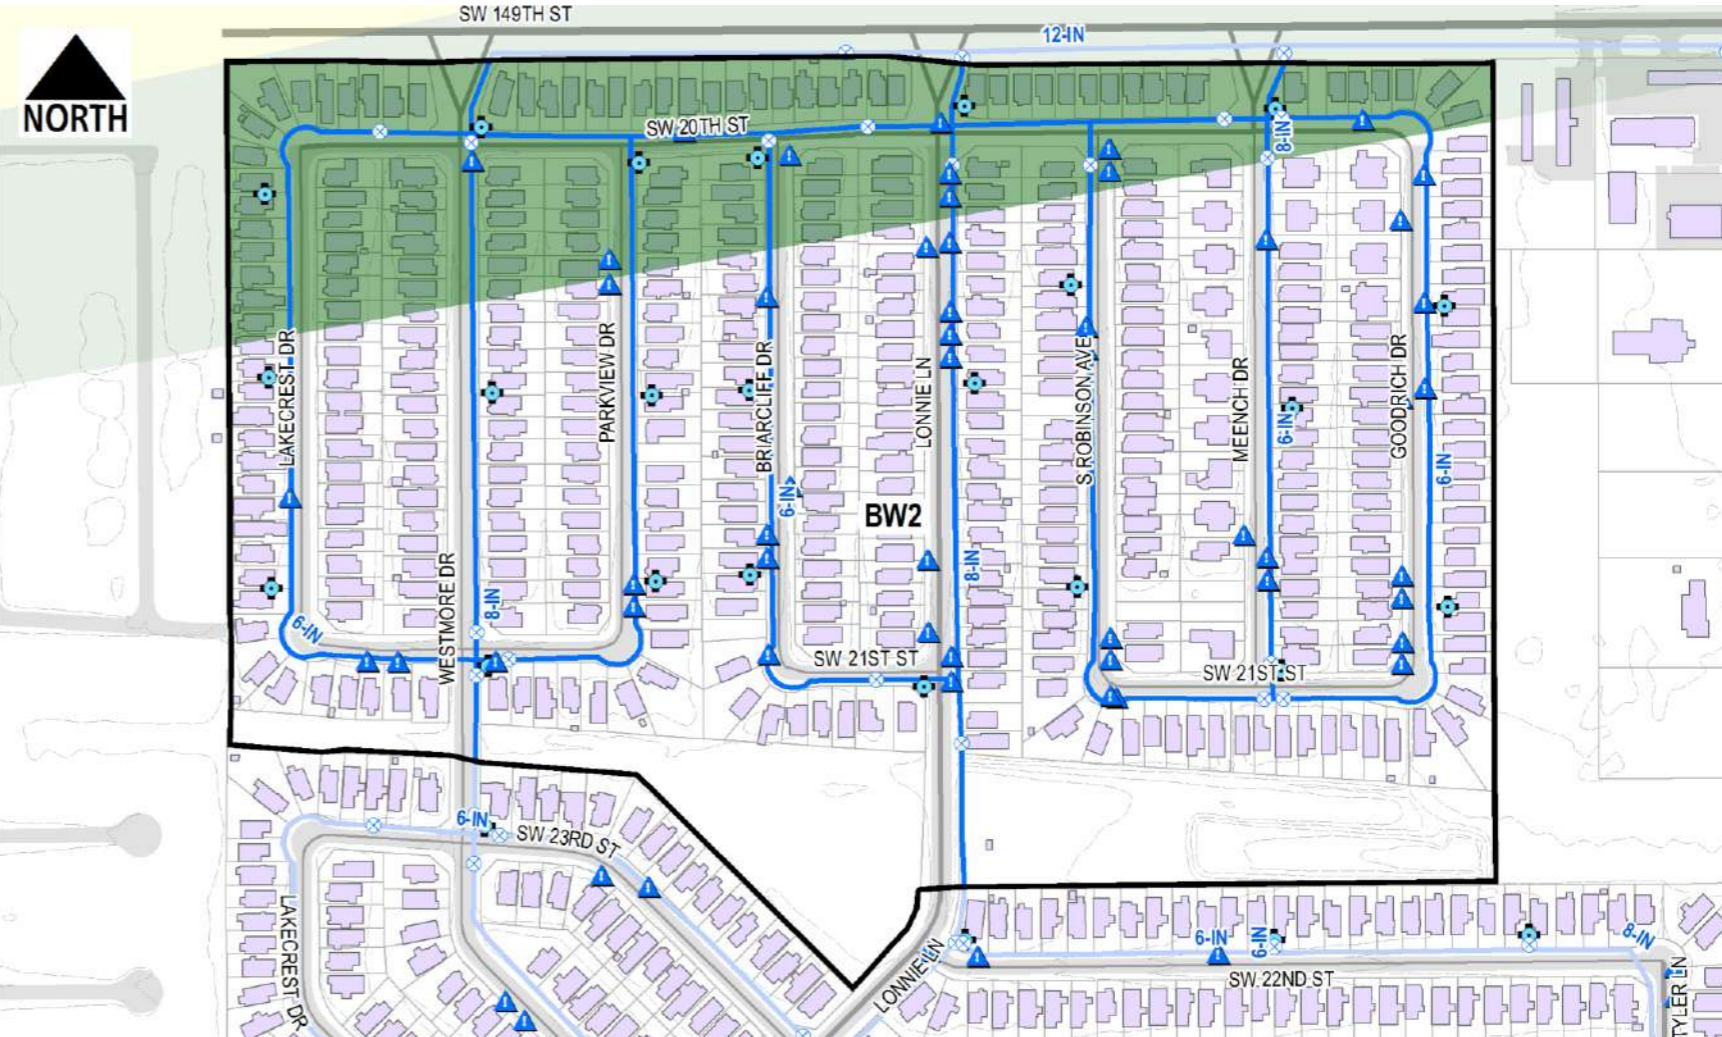 SW 149TH ST
12-IN
NORTH
SW 20TH ST
8-IN
LAKECREST DR
PARKVIEW DR
BRIARCLIFF DR
LONNIE LN
S ROBINSON AVE
MEENCH DR
GOODRICH DR
6-IN
6-IN
6-IN
BW2
WESTMORE DR
8-IN
8-IN
6-IN
SW 21ST ST
SW 21ST ST
6-IN
SW 23RD ST
LAKECREST DR
LONNIE LN
6-IN
6-IN
8-IN
SW 22ND ST
TYLER LN